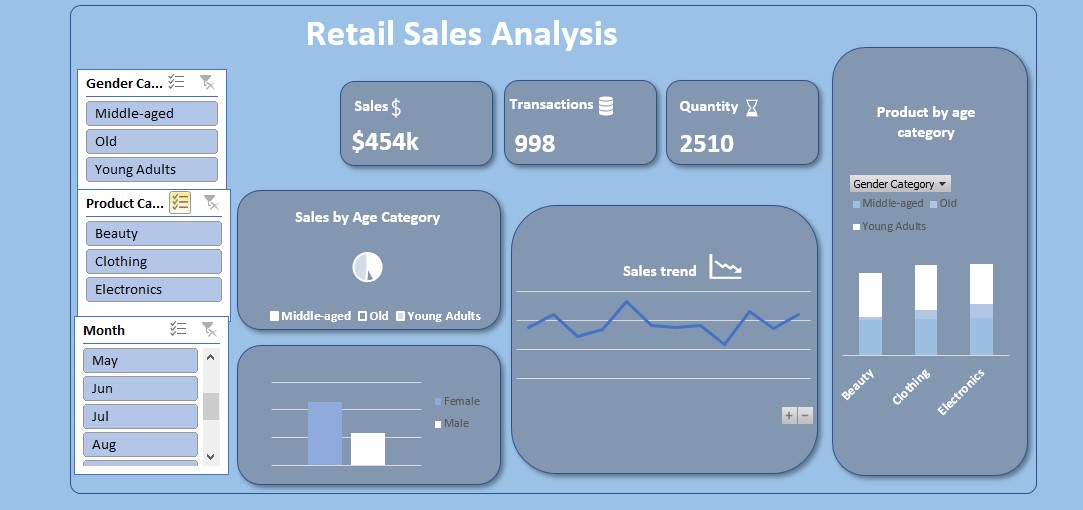 Retail Sales Analysis
Gender Ca...
Middle-aged
Old
Young Adults
Product Ca...
Beauty
Clothing
Electronics
Month
May
Jun
Jul
Aug
Sales
$454k
Transactions
998
Quantity
2510
Sales by Age Category
Middle-aged Old Young Adults
Female
Male
Sales trend
+ −
Product by age
category
Gender Category
Middle-aged Old
Young Adults
Beauty
Clothing
Electronics